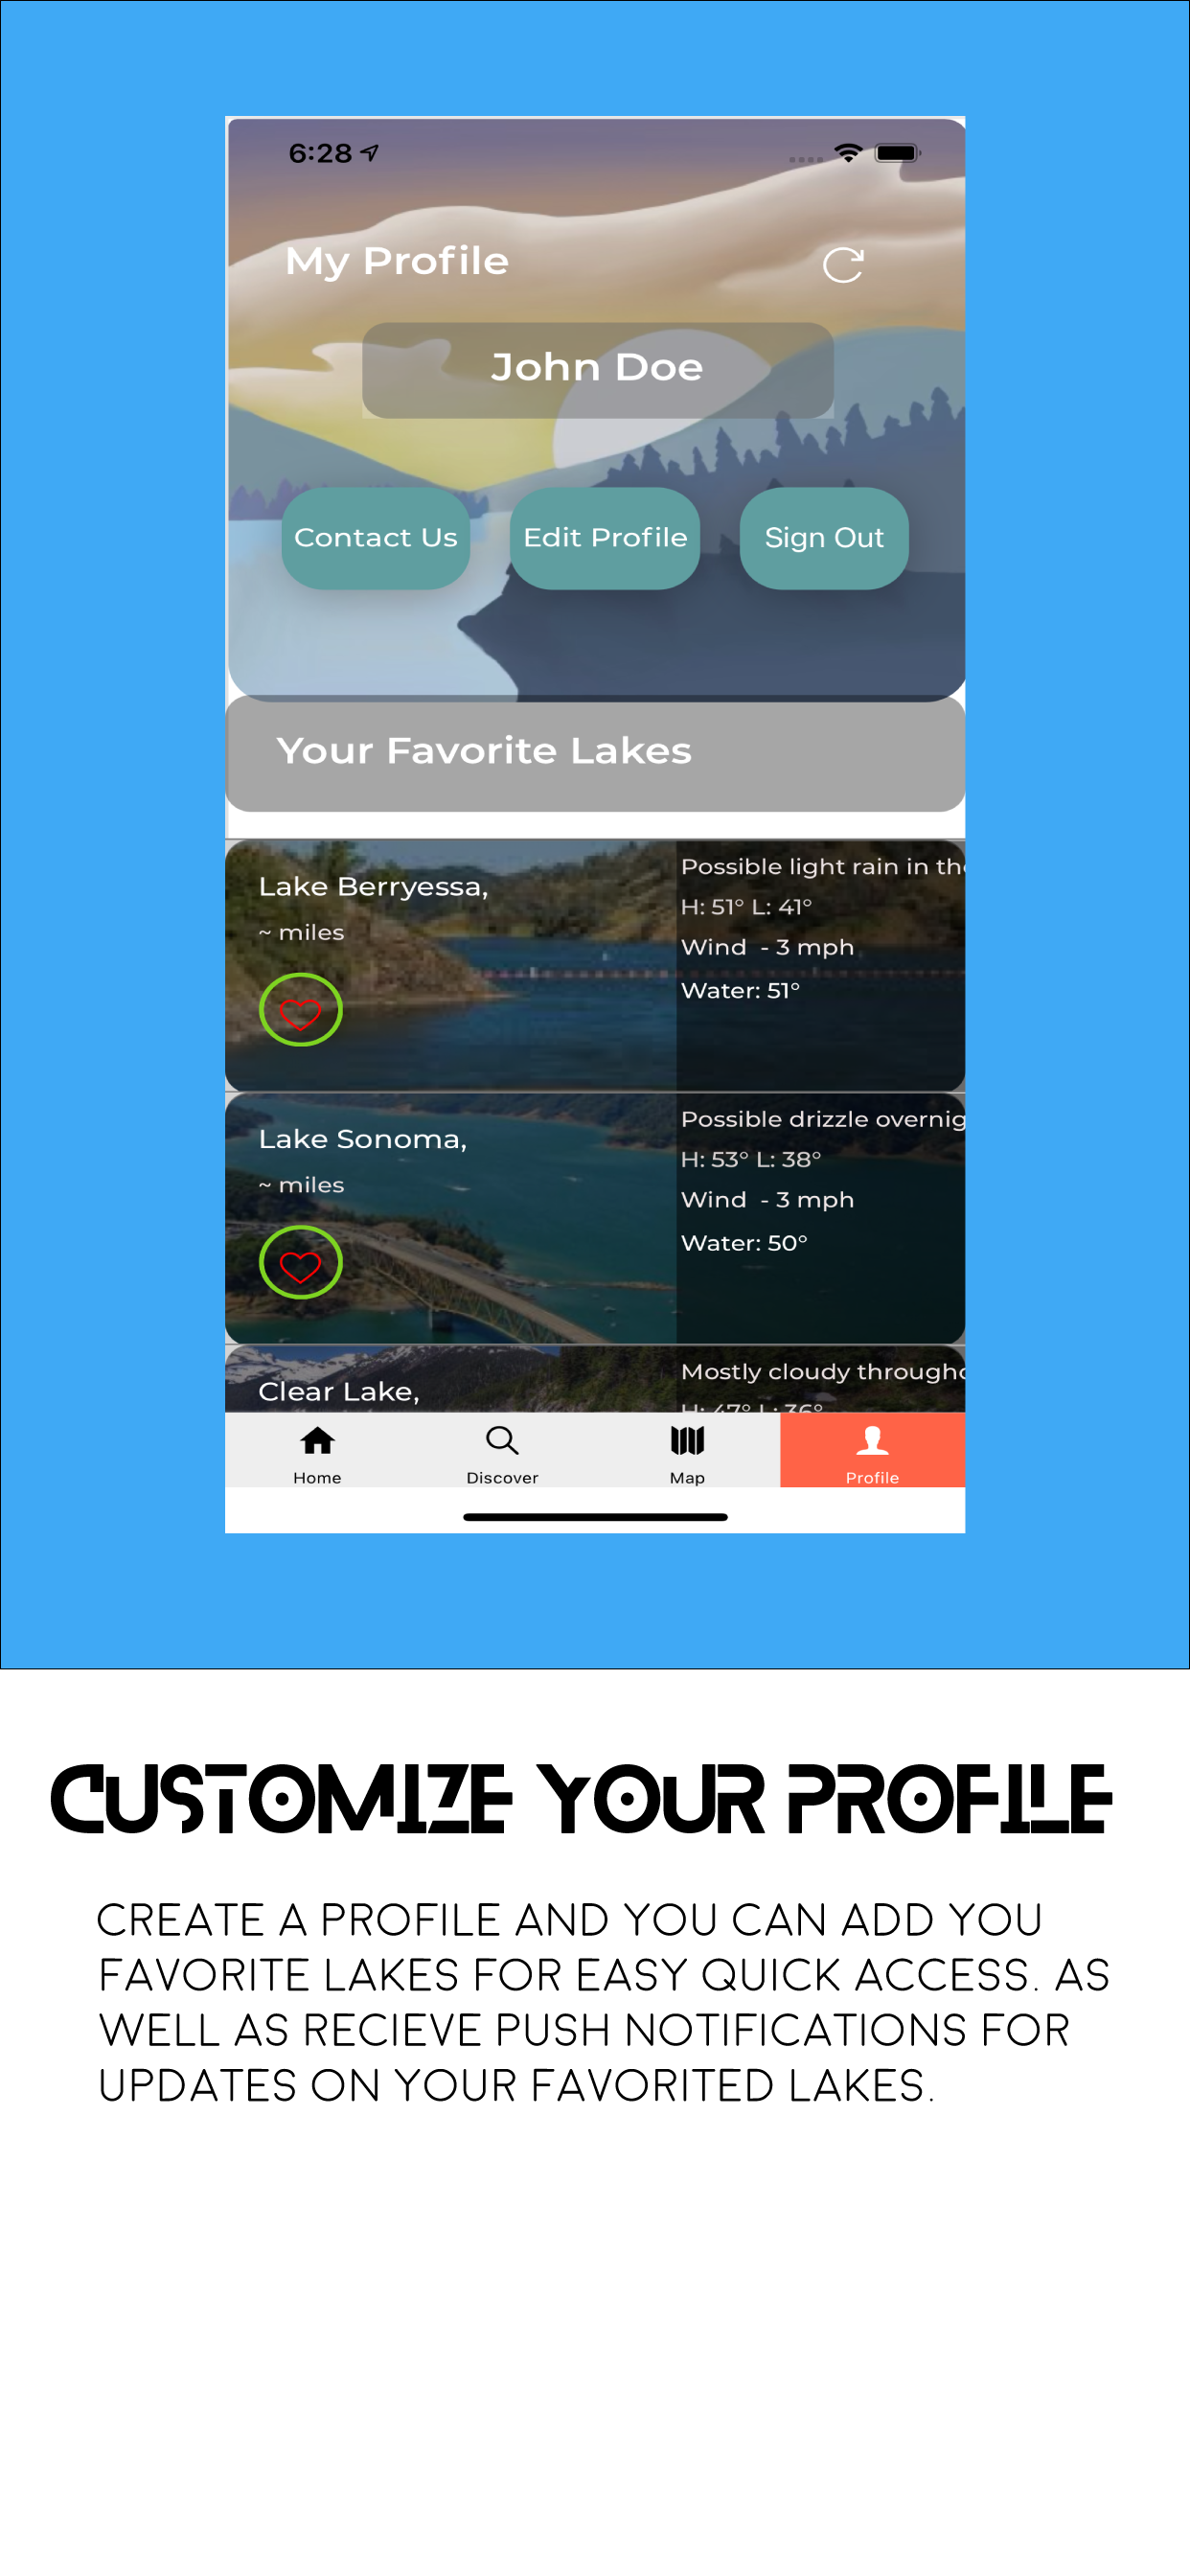 6:28
My Profile
John Doe
Contact Us
Edit Profile
Sign Out
Your Favorite Lakes
Lake Berryessa,
~ miles
Possible light rain in the
H: 51° L: 41°
Wind  - 3 mph
Water: 51°
Lake Sonoma,
~ miles
Possible drizzle overnig
H: 53° L: 38°
Wind  - 3 mph
Water: 50°
Clear Lake,
Mostly cloudy througho
H: 47° L: 36°
Home
Discover
Map
Profile
CUSTOMIZE YOUR PROFILE
CREATE A PROFILE AND YOU CAN ADD YOU
FAVORITE LAKES FOR EASY QUICK ACCESS. AS
WELL AS RECIEVE PUSH NOTIFICATIONS FOR
UPDATES ON YOUR FAVORITED LAKES.